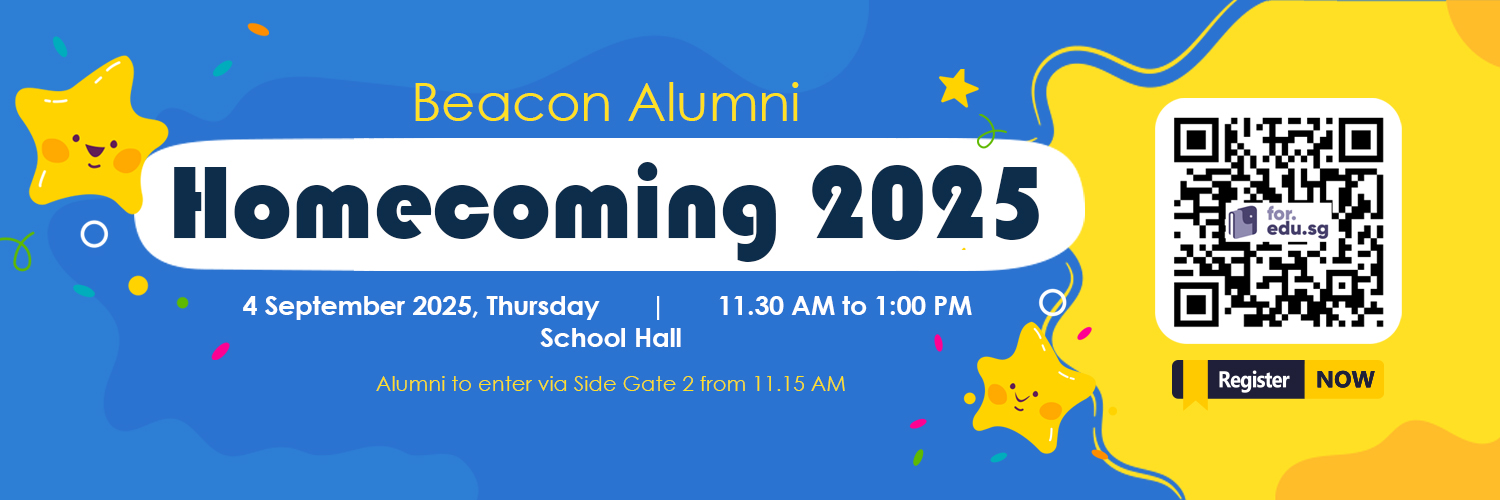 Beacon Alumni
Homecoming 2025
4 September 2025, Thursday | 11.30 AM to 1:00 PM
School Hall
Alumni to enter via Side Gate 2 from 11.15 AM
for.
edu.sg
Register NOW